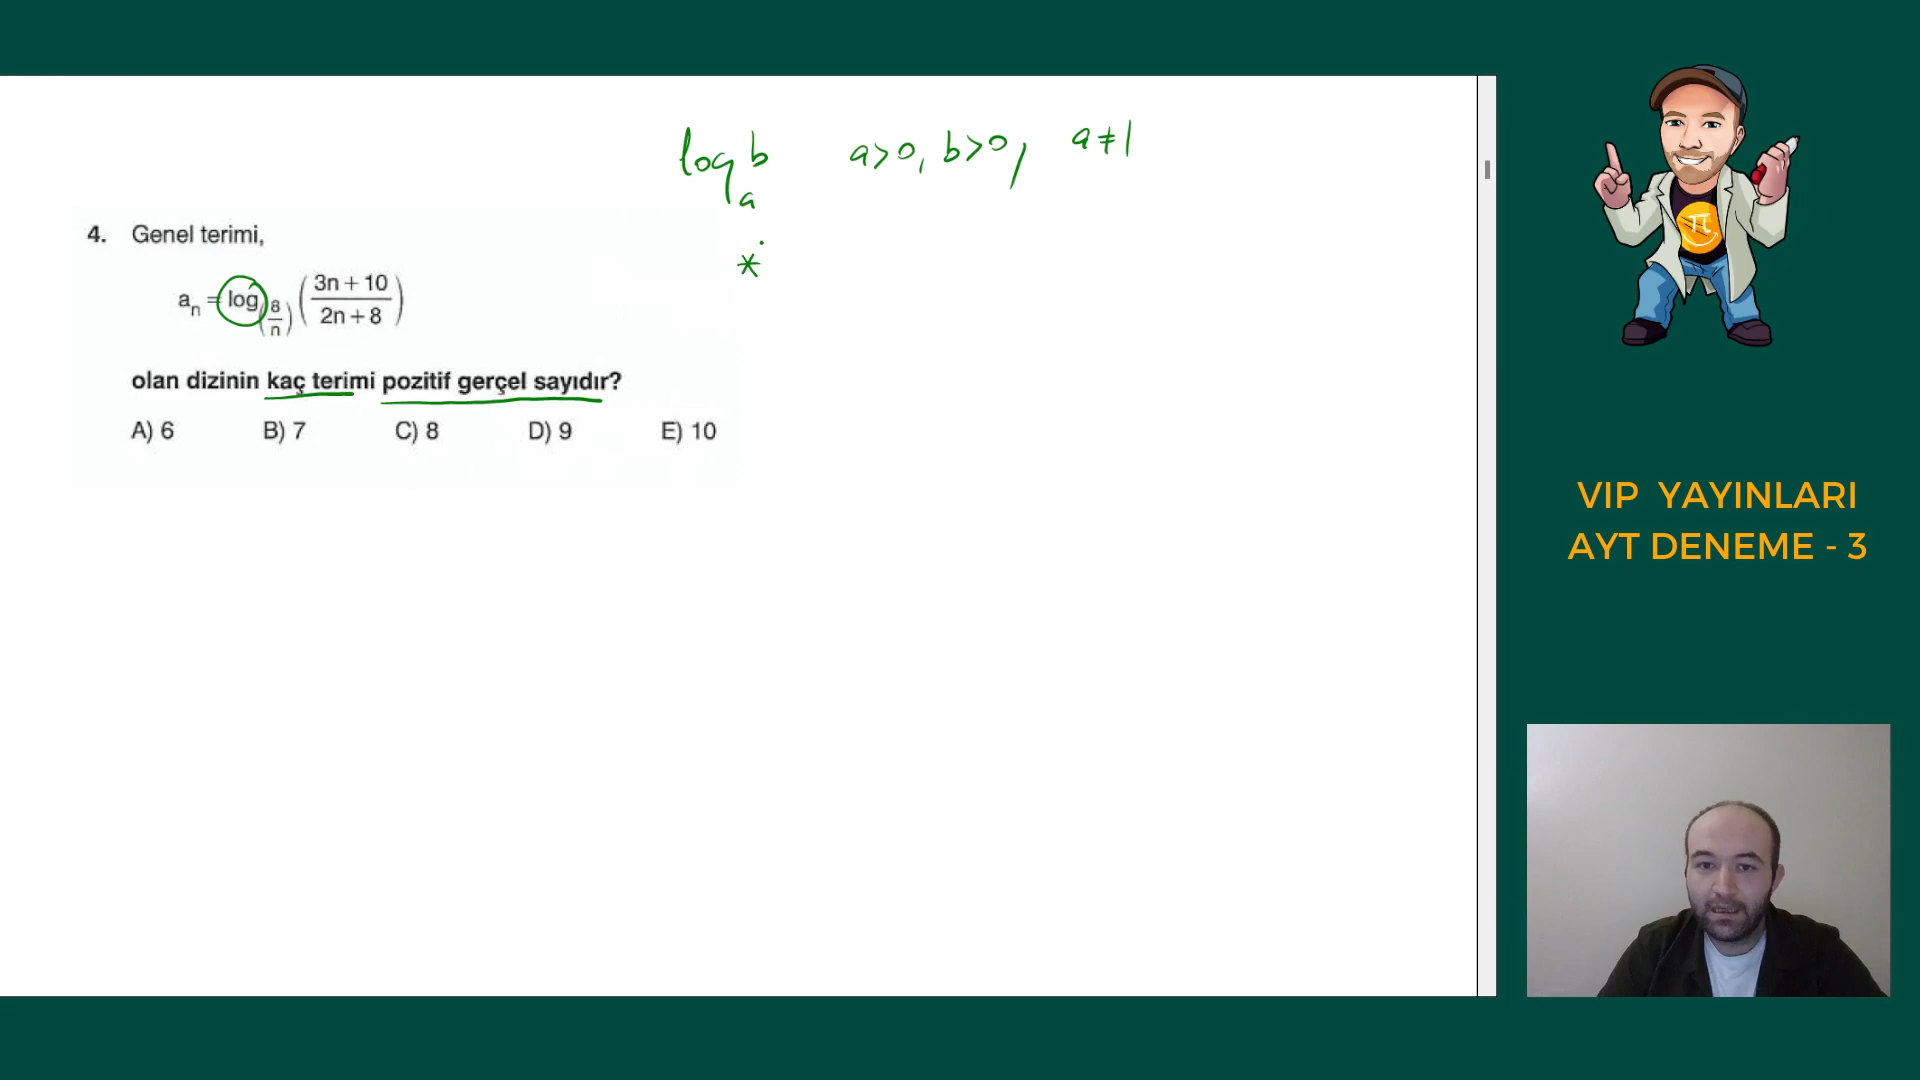 log_a b   a>0, b>0,   a≠1
*
4. Genel terimi,
a_n = log_(8/n) ((3n+10)/(2n+8))
olan dizinin kaç terimi pozitif gerçel sayıdır?
A) 6 B) 7 C) 8 D) 9 E) 10
π
VIP YAYINLARI
AYT DENEME - 3